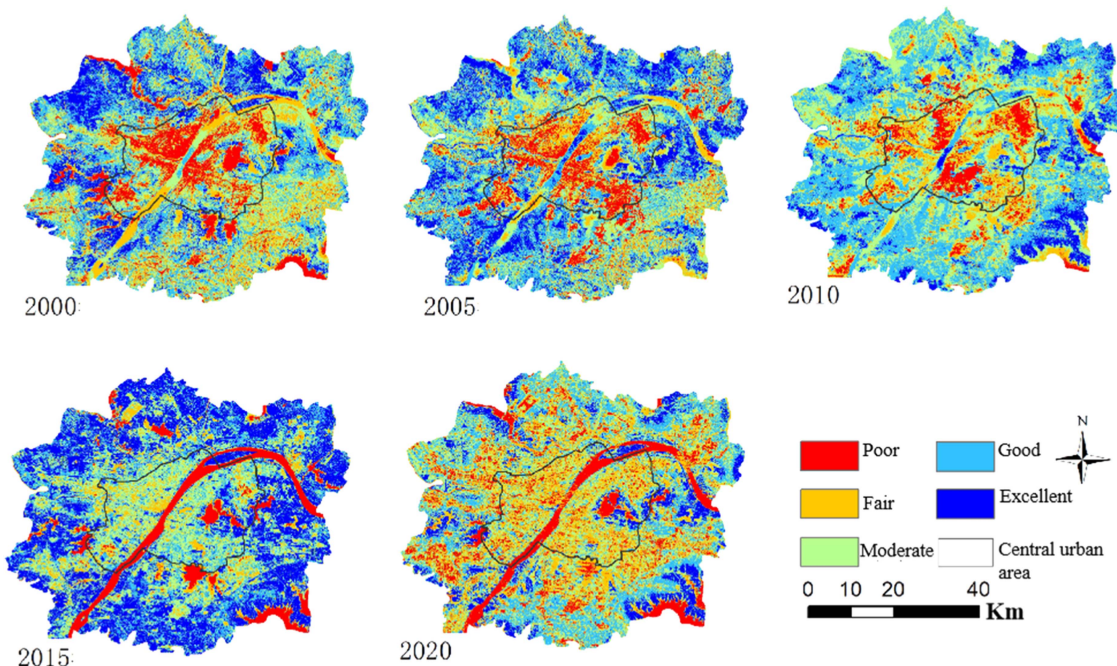 2000
2005
2010
2015
2020
N
Poor
Good
Fair
Excellent
Moderate
Central urban
area
0 10 20 40
Km